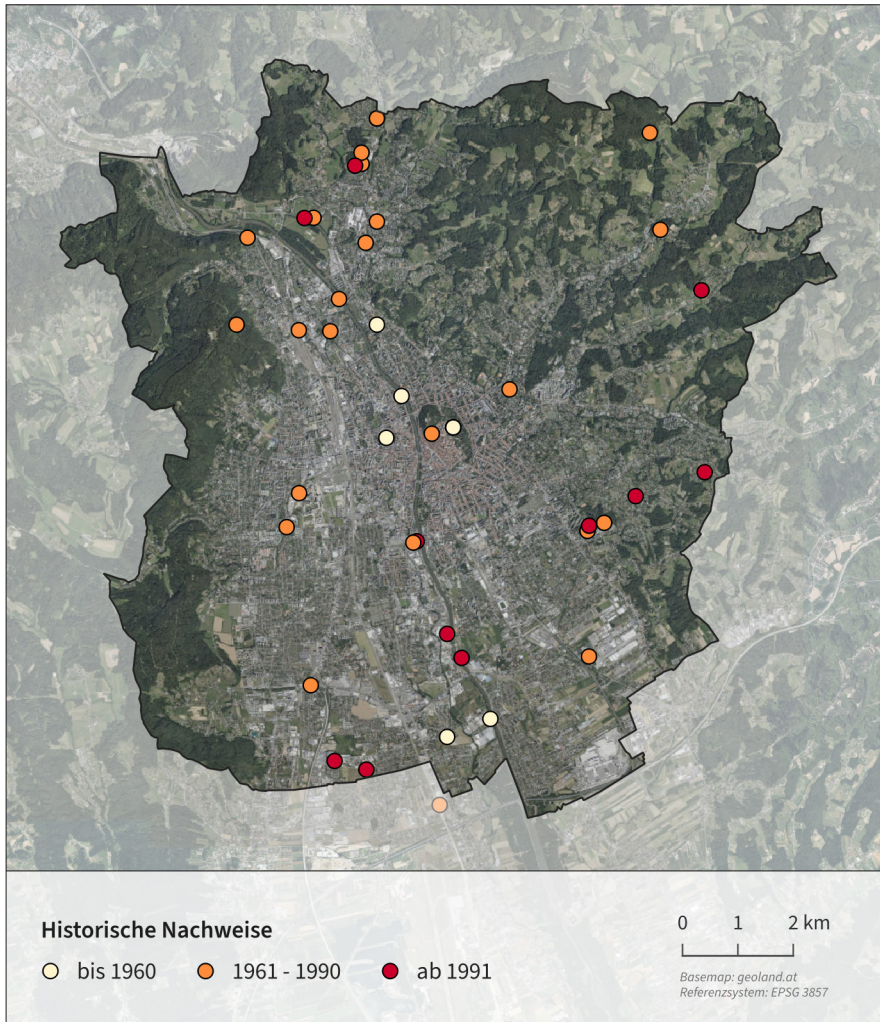 Historische Nachweise
bis 1960
1961 - 1990
ab 1991
0 1 2 km
Basemap: geoland.at
Referenzsystem: EPSG 3857